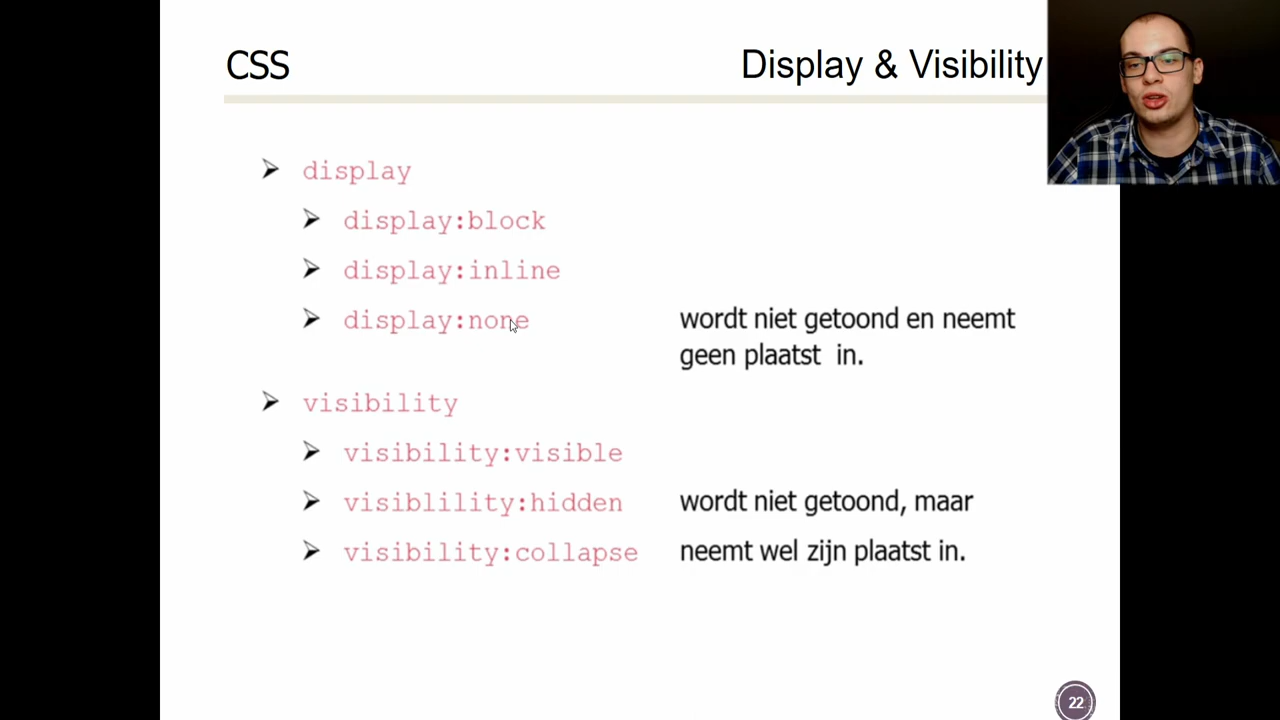 CSS
Display & Visibility
display
display:block
display:inline
display:none
wordt niet getoond en neemt
geen plaatst in.
visibility
visibility:visible
visiblility:hidden
wordt niet getoond, maar
visibility:collapse
neemt wel zijn plaatst in.
22